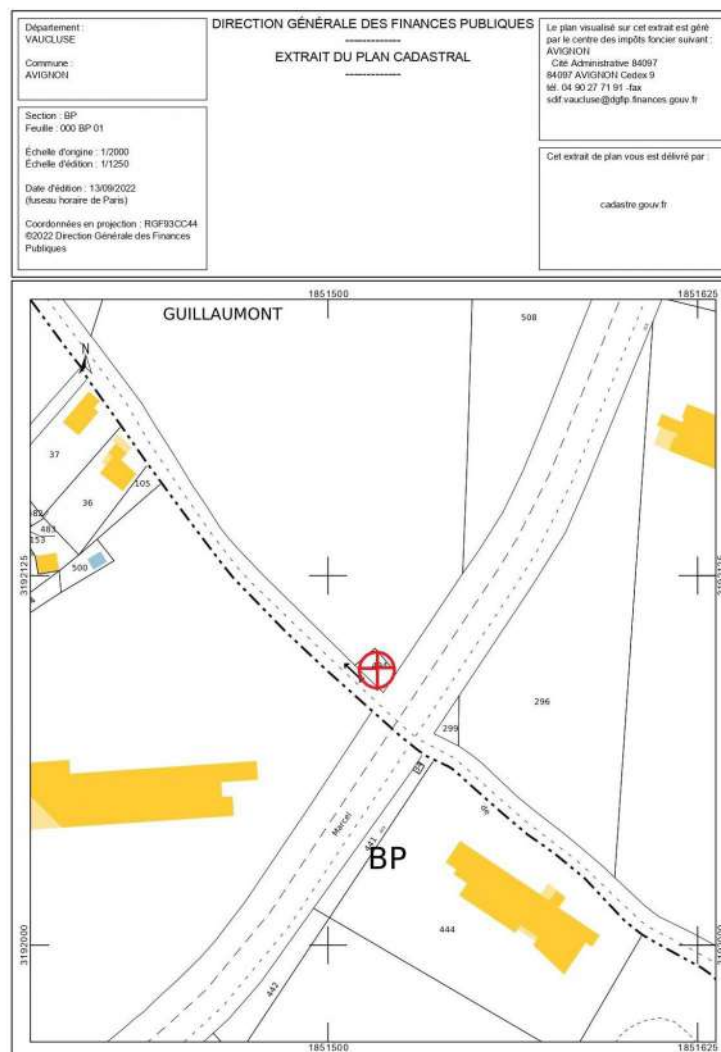 Département :
VAUCLUSE
Commune :
AVIGNON
Section : BP
Feuille : 000 BP 01
Échelle d'origine : 1/2000
Échelle d'édition : 1/1250
Date d'édition : 13/09/2022
(fuseau horaire de Paris)
Coordonnées en projection : RGF93CC44
©2022 Direction Générale des Finances
Publiques
DIRECTION GÉNÉRALE DES FINANCES PUBLIQUES
--------------
EXTRAIT DU PLAN CADASTRAL
--------------
Le plan visualisé sur cet extrait est géré
par le centre des impôts foncier suivant :
AVIGNON
Cité Administrative 84097
84097 AVIGNON Cedex 9
tél. 04 90 27 71 91 -fax
sdif.vaucluse@dgfip.finances.gouv.fr
Cet extrait de plan vous est délivré par :
cadastre.gouv.fr
1851500
1851625
GUILLAUMONT
508
N
37
36
105
483
153
500
3192125
3192125
296
299
Marcel
441
de
BP
444
442
3192000
3192000
1851500
1851625